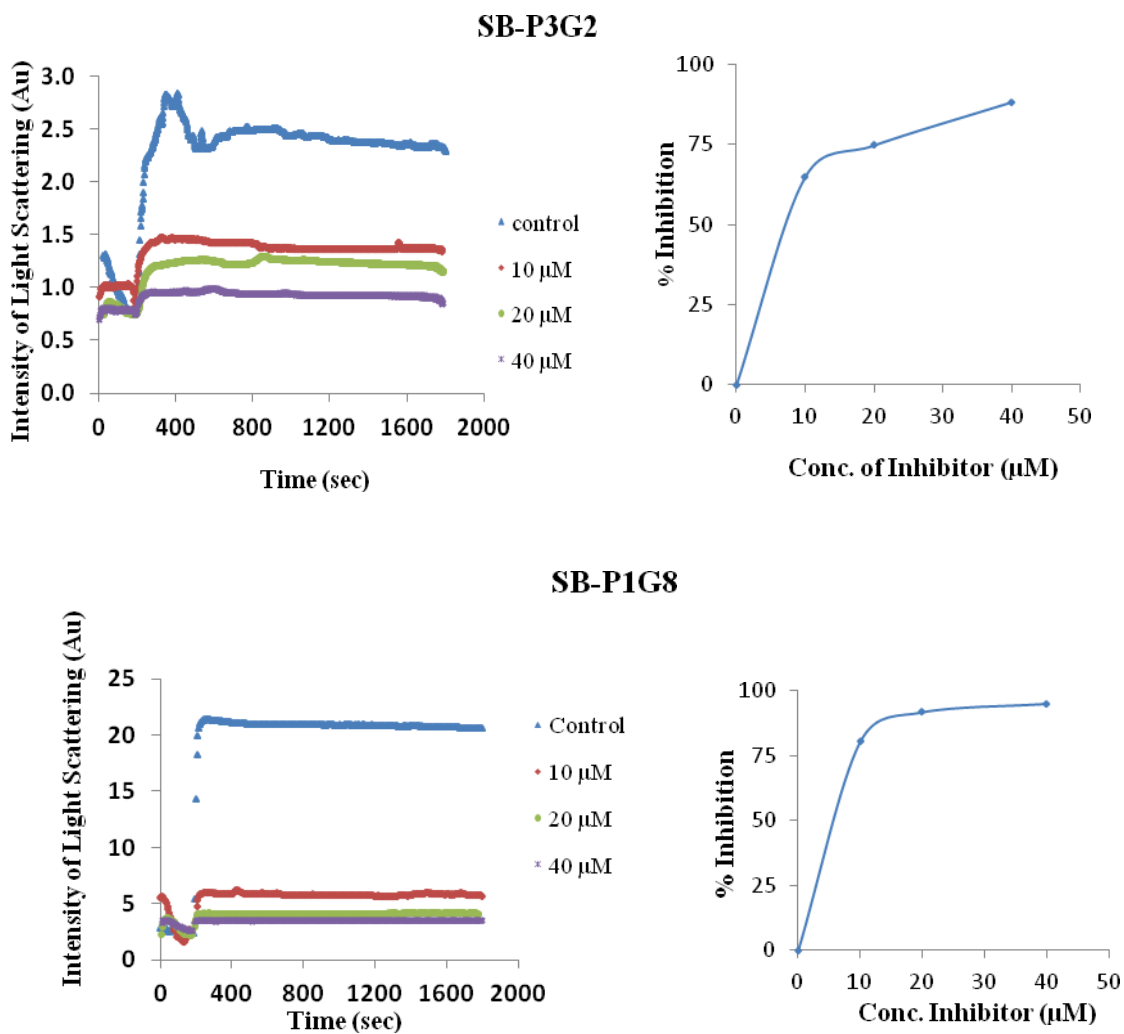 SB-P3G2
Intensity of Light Scattering (Au)
3.0
2.5
2.0
1.5
1.0
0.5
0.0
0 400 800 1200 1600 2000
Time (sec)
control
10 μM
20 μM
40 μM
% Inhibition
100
75
50
25
0
0 10 20 30 40 50
Conc. of Inhibitor (μM)
SB-P1G8
Intensity of Light Scattering (Au)
25
20
15
10
5
0
0 400 800 1200 1600 2000
Time (sec)
Control
10 μM
20 μM
40 μM
% Inhibition
100
75
50
25
0
0 10 20 30 40 50
Conc. Inhibitor (μM)